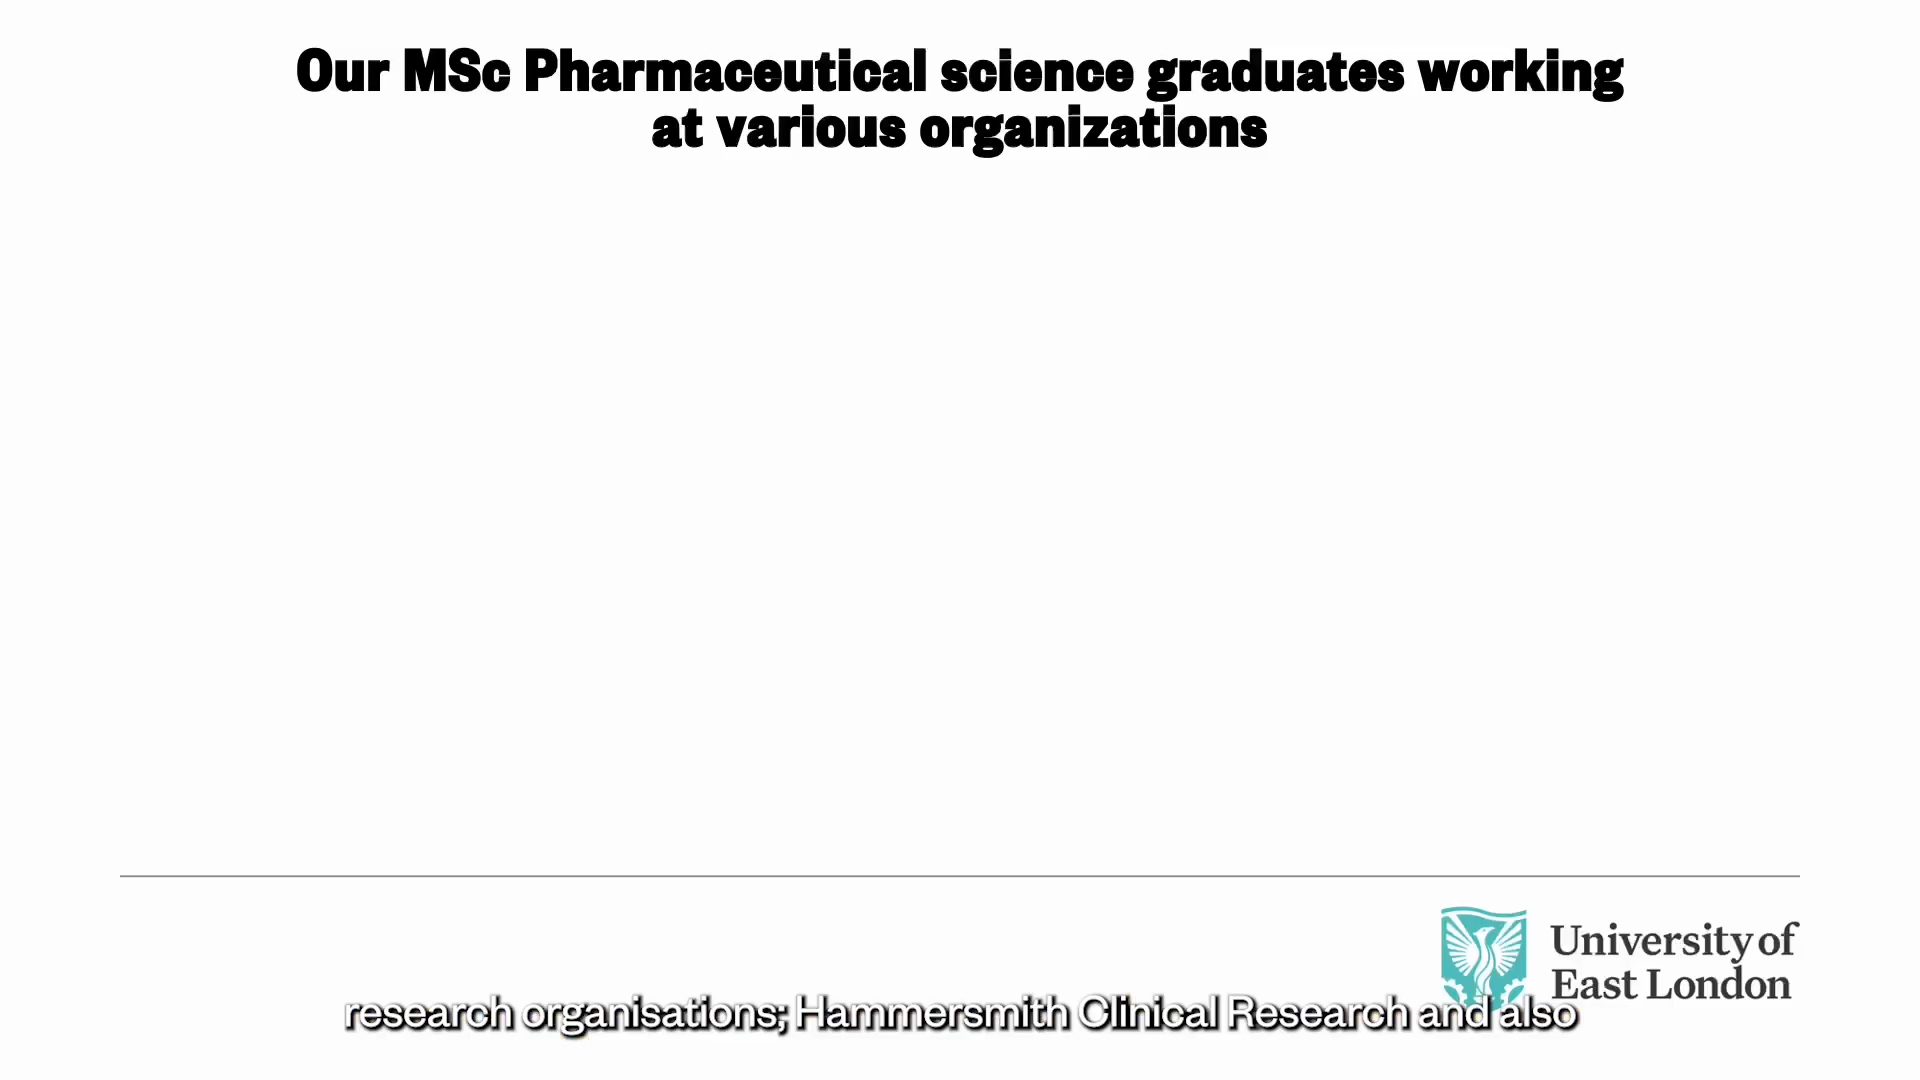 Our MSc Pharmaceutical science graduates working
at various organizations
University of
East London
research organisations; Hammersmith Clinical Research and also